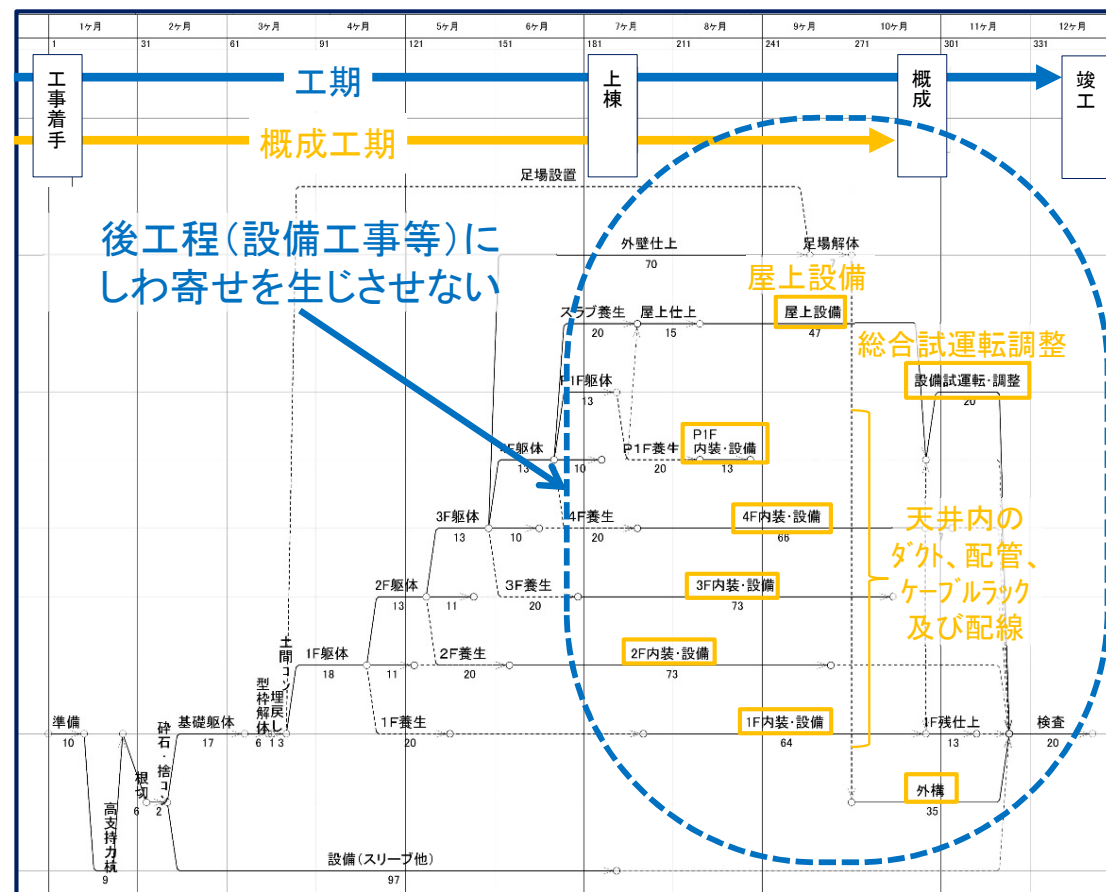 1ヶ月 2ヶ月 3ヶ月 4ヶ月 5ヶ月 6ヶ月 7ヶ月 8ヶ月 9ヶ月 10ヶ月 11ヶ月 12ヶ月
1 31 61 91 121 151 181 211 241 271 301 331
工事着手
工期
上棟
概成
竣工
概成工期
足場設置
後工程(設備工事等)に
しわ寄せを生じさせない
外壁仕上
70
足場解体
7
屋上設備
スラブ養生
20
屋上仕上
15
屋上設備
47
総合試運転調整
P1F躯体
13
設備試運転・調整
20
4F躯体
13
10
P1F養生
20
P1F
内装・設備
13
3F躯体
13
10
4F養生
20
4F内装・設備
66
7
天井内の
ダクト、配管、
ケーブルラック
及び配線
2F躯体
13
11
3F養生
20
3F内装・設備
73
土間コン
1F躯体
18
11
2F養生
20
2F内装・設備
73
準備
10
砕石・捨コン
2
基礎躯体
17
型枠解体
6
埋戻し
1
3
1F養生
20
1F内装・設備
64
1F残仕上
13
検査
20
根切
6
高支持力杭
9
外構
35
設備(スリーブ他)
97